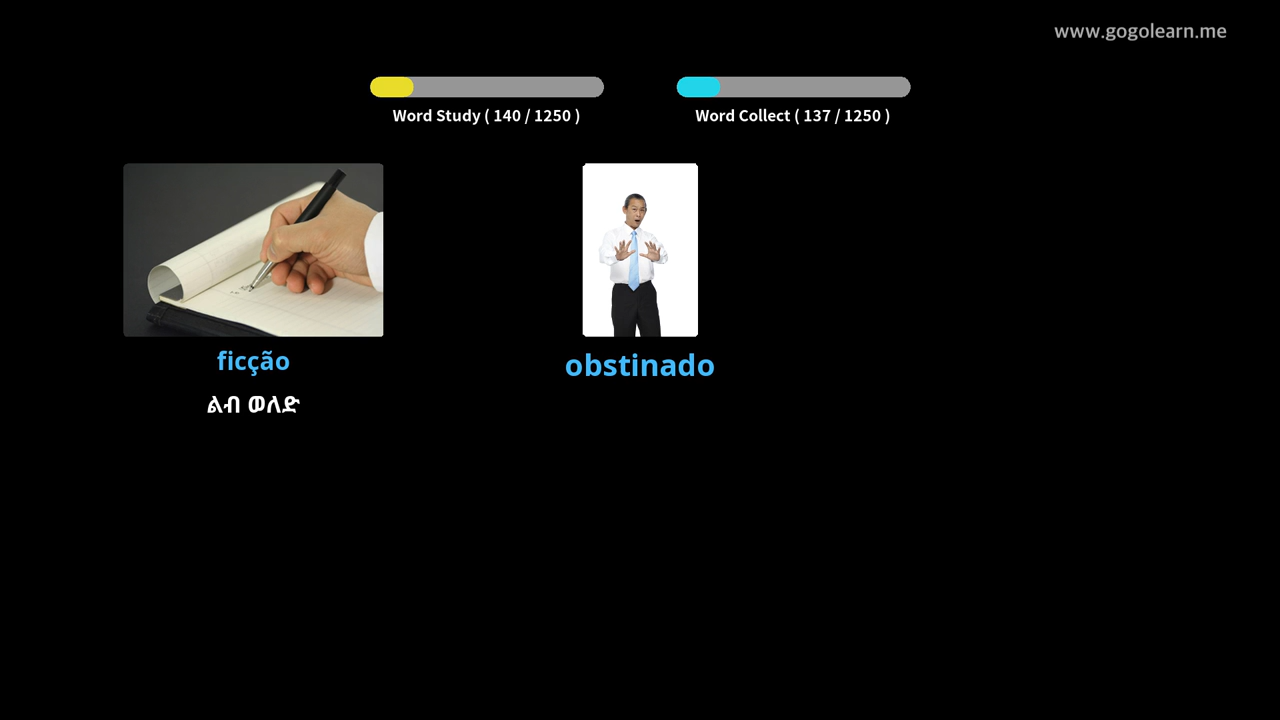 www.gogolearn.me
Word Study ( 140 / 1250 )
Word Collect ( 137 / 1250 )
ficção
ልብ ወለድ
obstinado